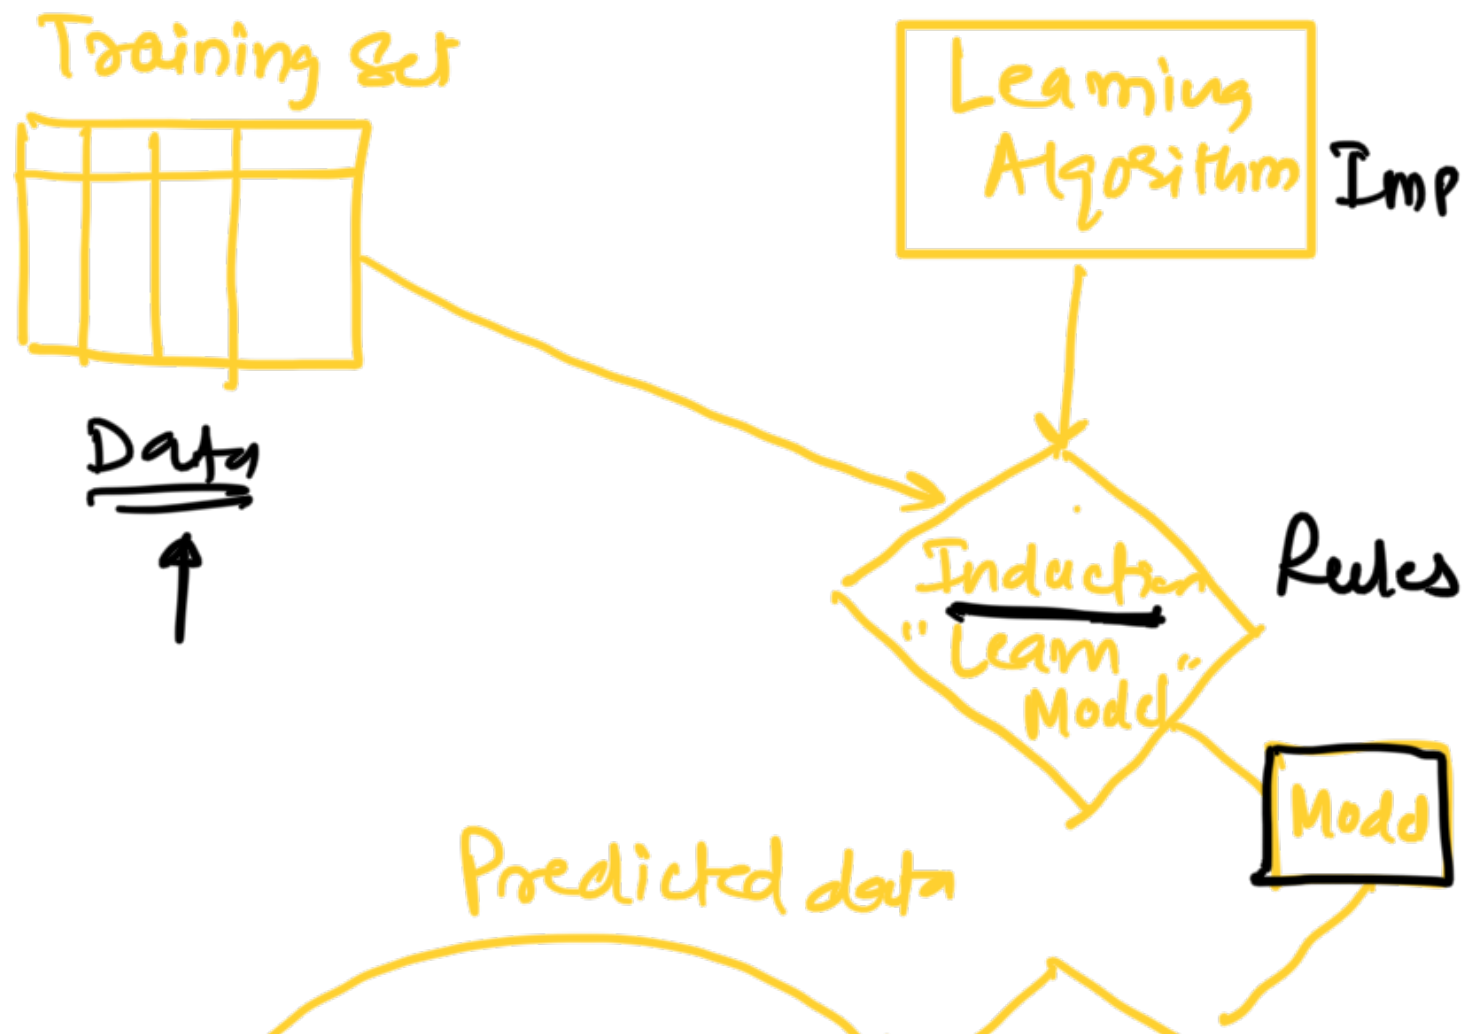 Training Set
Learning
Algorithm
Imp
Data
Induction
Rules
"Learn
Model"
Model
Predicted data